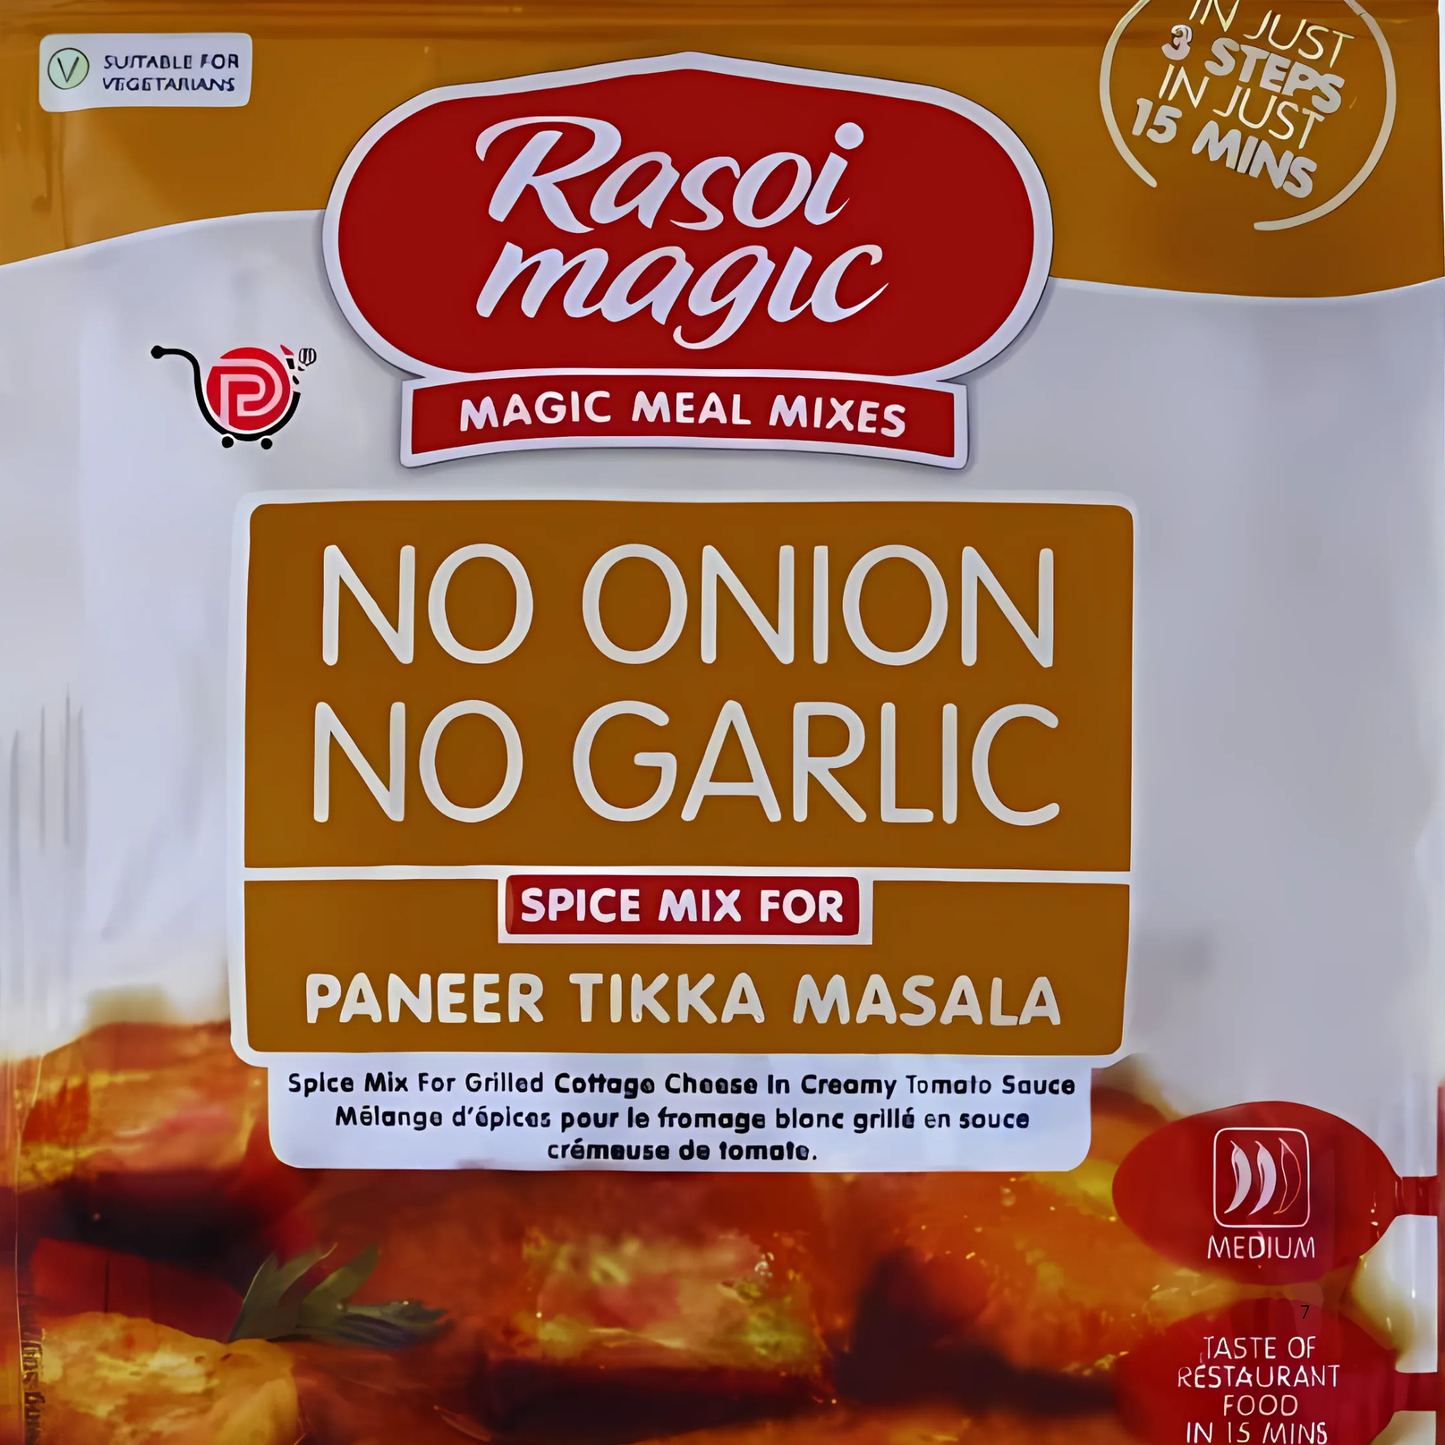 SUITABLE FOR
VEGETARIANS
IN JUST
3 STEPS
IN JUST
15 MINS
Rasoi
magic
MAGIC MEAL MIXES
NO ONION
NO GARLIC
SPICE MIX FOR
PANEER TIKKA MASALA
Spice Mix For Grilled Cottage Cheese In Creamy Tomato Sauce
Mélange d'épices pour le fromage blanc grillé en souce
crémeuse de tomate.
MEDIUM
7
TASTE OF
RESTAURANT
FOOD
IN 15 MINS